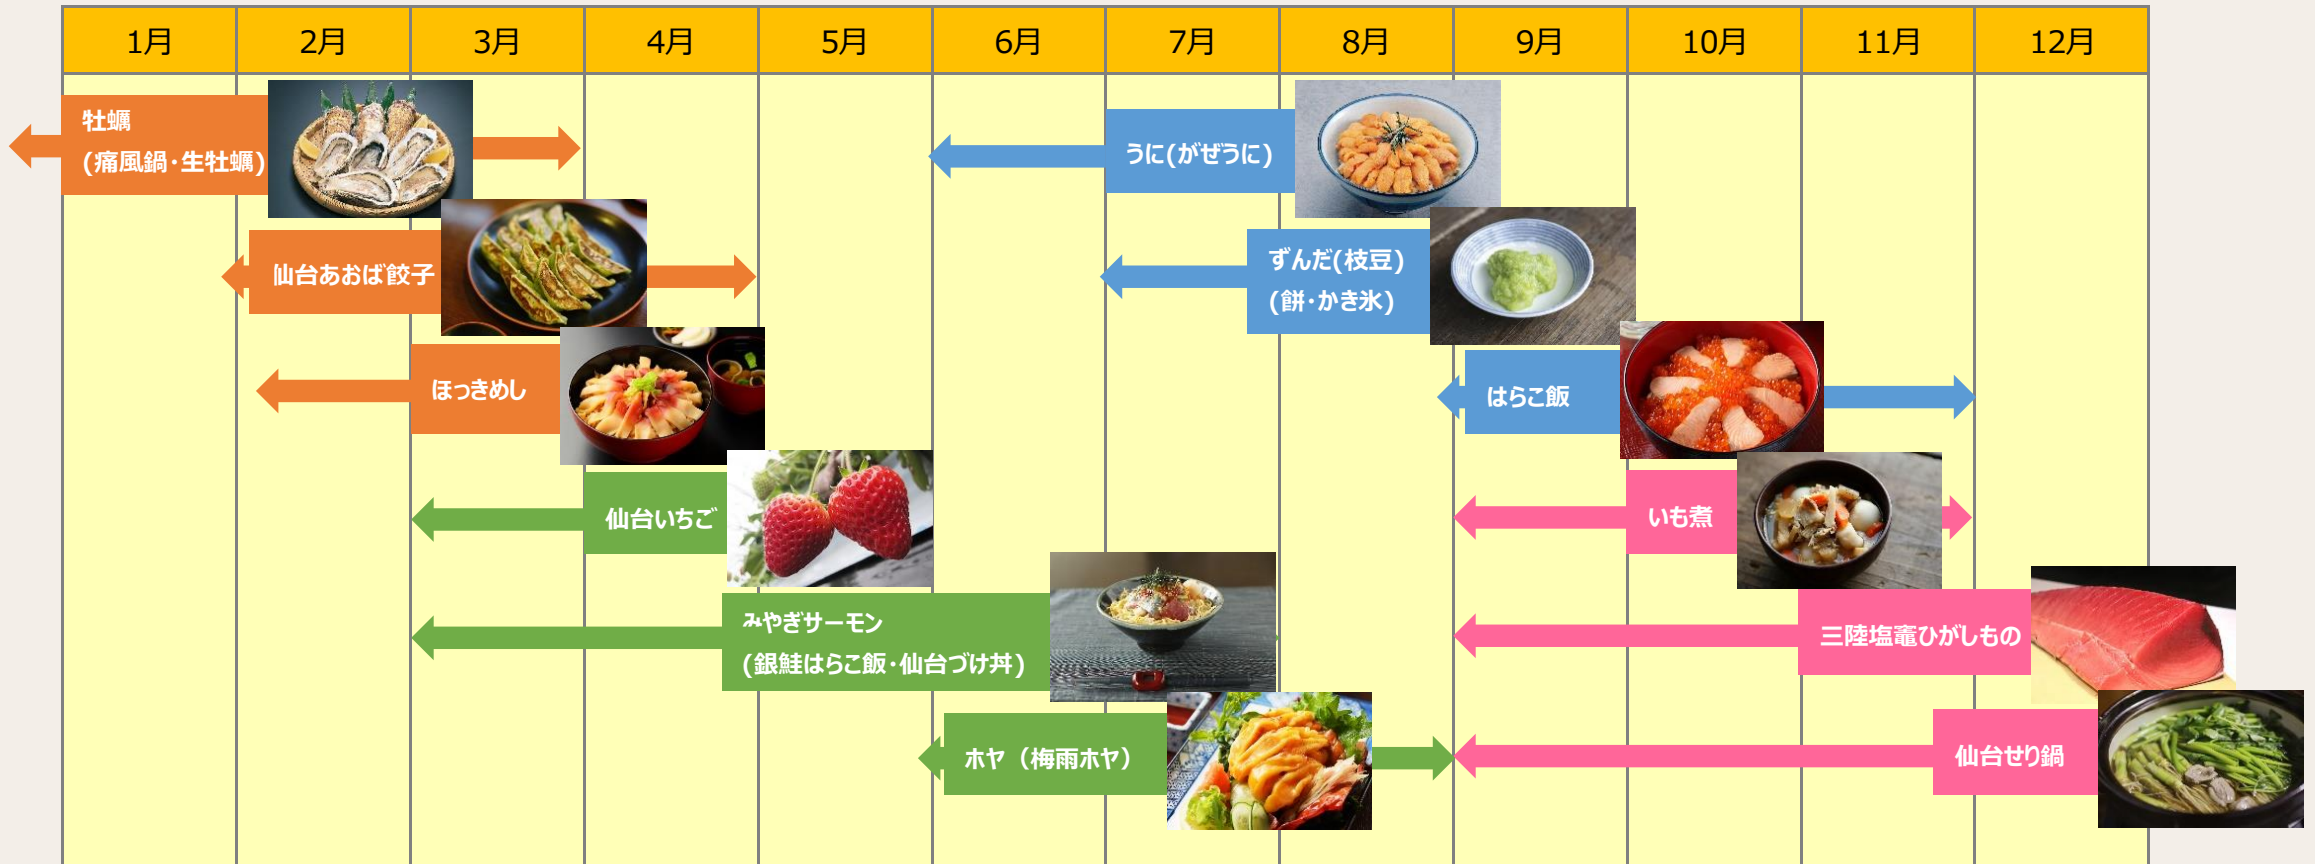 1月
2月
3月
4月
5月
6月
7月
8月
9月
10月
11月
12月
牡蠣
(痛風鍋・生牡蠣)
うに(がぜうに)
仙台あおば餃子
ずんだ(枝豆)
(餅・かき氷)
ほっきめし
はらこ飯
仙台いちご
いも煮
みやぎサーモン
(銀鮭はらこ飯・仙台づけ丼)
三陸塩竈ひがしもの
ホヤ（梅雨ホヤ）
仙台せり鍋